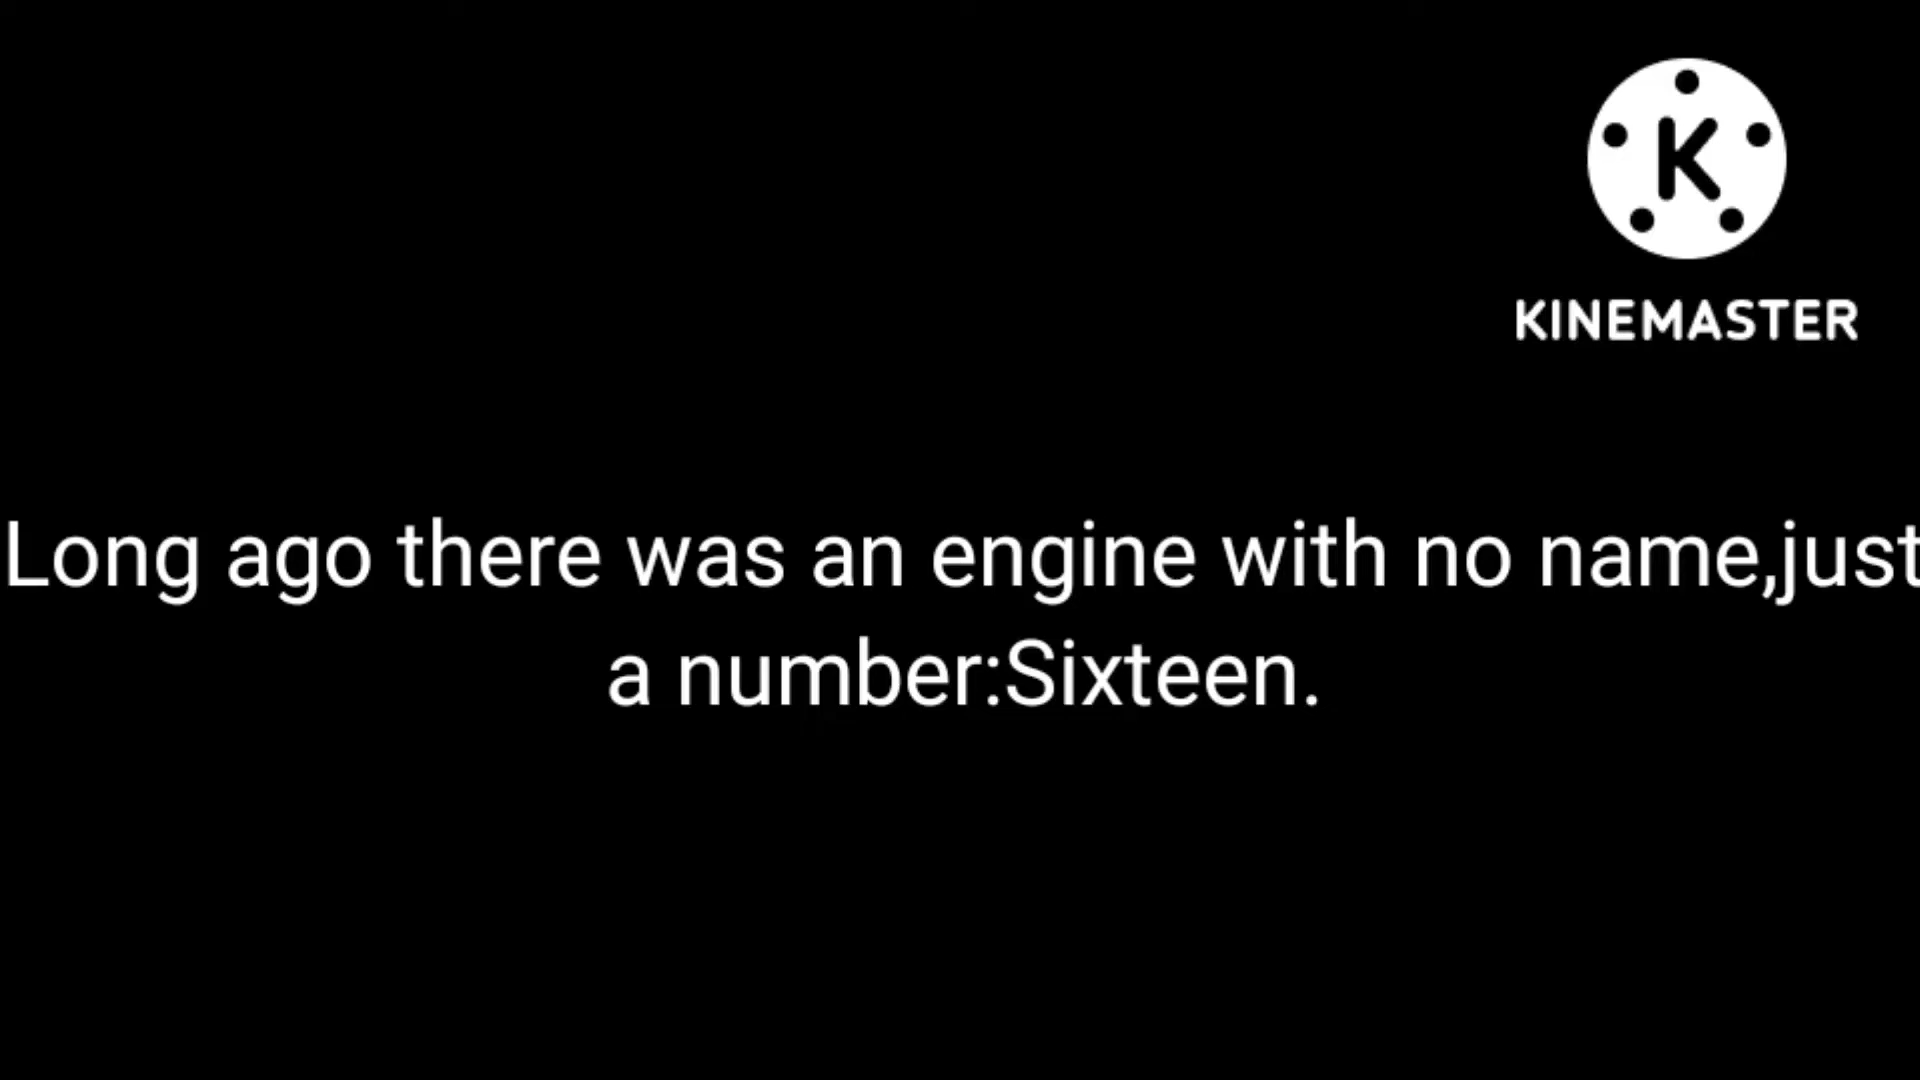 K
KINEMASTER
Long ago there was an engine with no name,just
a number:Sixteen.